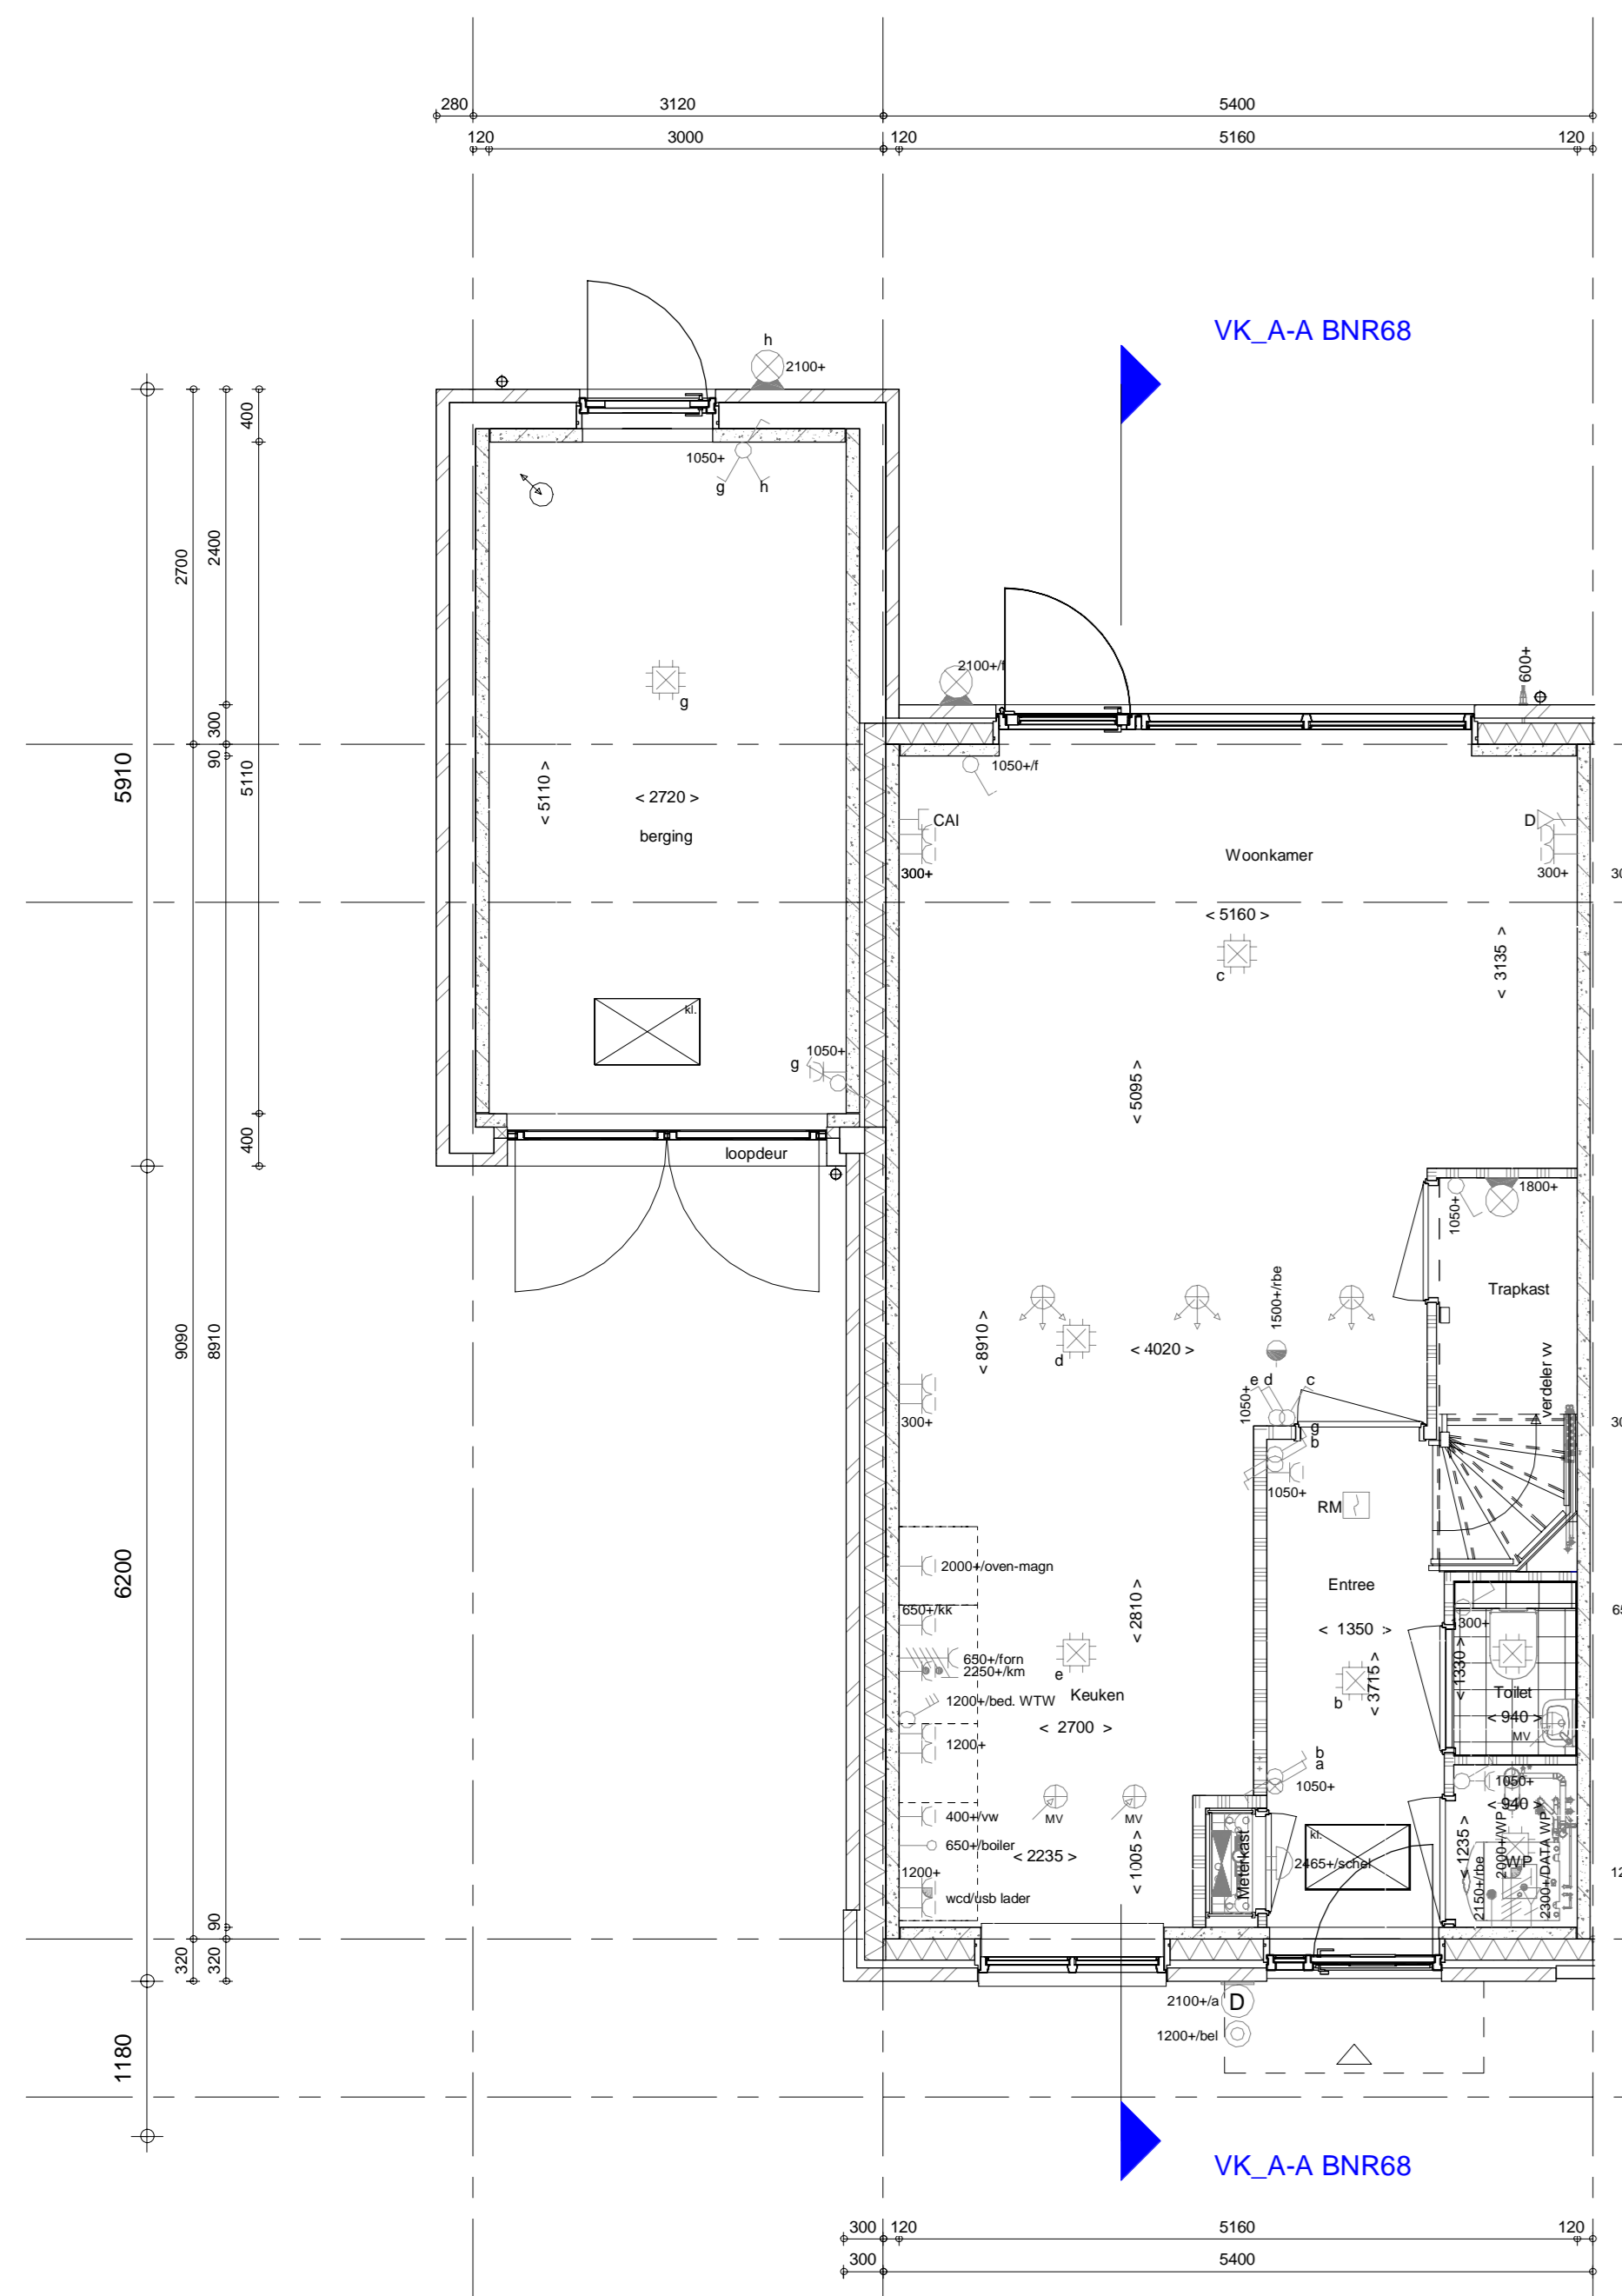 280
3120
5400
120
3000
120
5160
120
VK_A-A BNR68
h
2100+
400
1050+
g
h
2700
2400
2100+/f
600+
g
300
90
5910
5110
1050+/f
< 5110 >
< 2720 >
berging
CAI
D
Woonkamer
300+
300+
< 5160 >
c
< 3135 >
kl.
1050+
g
< 5095 >
400
loopdeur
1800+
1050+
Trapkast
1500+/rbe
9090
8910
< 8910 >
d
< 4020 >
verdeler vv
e d
c
1050+
300+
g
b
1050+
RM
2000+/oven-magn
6200
Entree
650+/kk
< 2810 >
< 1350 >
1300+
650+/forn
2250+/km
e
Keuken
1200+/bed. WTW
< 2700 >
b
< 3715 >
< 1330 >
Toilet
< 940 >
MV
1200+
b
a
1050+
1050+
< 940 >
MV
MV
400+/vw
650+/boiler
< 2235 >
< 1005 >
Meterkast
kl.
2465+/schel
< 1235 >
2000+/WP
WP
2150+/rbe
2300+/DATA WP
1200+
wcd/usb lader
90
320
320
2100+/a
D
1200+/bel
1180
VK_A-A BNR68
300
120
5160
120
300
5400